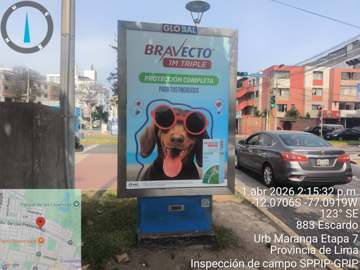 GLOBAL
BRAVECTO
1M TRIPLE
PROTECCIÓN COMPLETA
PARA TUS ENGREÍDOS
1 abr 2026 2:15:32 p.m.
12.0706S -77.0919W
123° SE
883 Escardo
Urb Maranga Etapa 7
Provincia de Lima
Inspección de campo SPPIP-GPIP